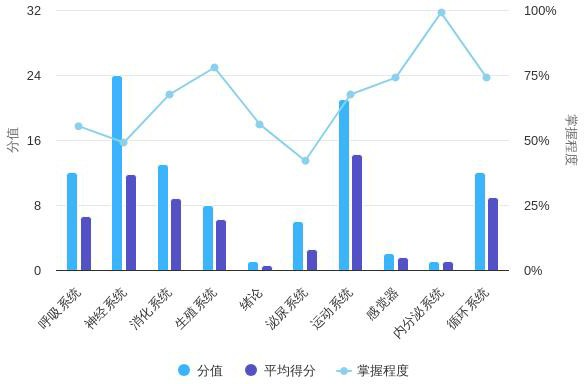 32 100%
24 75%
分值 16 50% 掌握程度
8 25%
0 0%
呼吸系统 神经系统 消化系统 生殖系统 绪论 泌尿系统 运动系统 感觉器 内分泌系统 循环系统
分值 平均得分 掌握程度